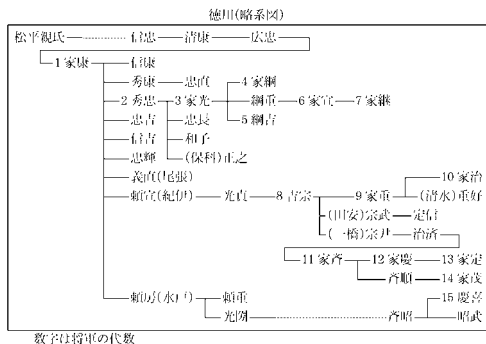 徳川(略系図)
松平親氏 信忠 清康 広忠
1家康 信康
秀康 忠直 4家綱
2秀忠 3家光 綱重 6家宣 7家継
忠吉 忠長 5綱吉
信吉 和子
忠輝 (保科)正之
義直(尾張)
10家治
頼宣(紀伊) 光貞 8吉宗 9家重 (清水)重好
(田安)宗武 定信
(一橋)宗尹 治済
11家斉 12家慶 13家定
斉順 14家茂
頼房(水戸) 頼重 15慶喜
光圀 斉昭 昭武
数字は将軍の代数